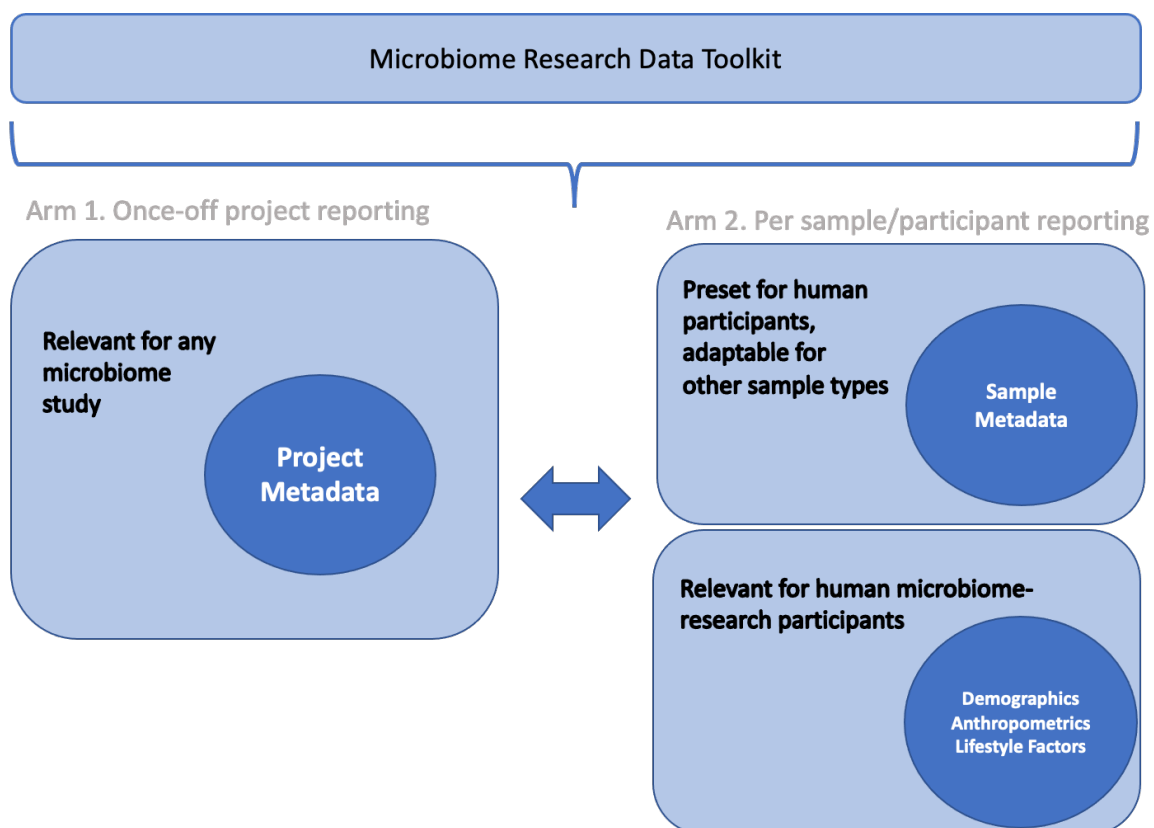 Microbiome Research Data Toolkit
Arm 1. Once-off project reporting
Relevant for any
microbiome
study
Project
Metadata
Arm 2. Per sample/participant reporting
Preset for human
participants,
adaptable for
other sample types
Sample
Metadata
Relevant for human microbiome-
research participants
Demographics
Anthropometrics
Lifestyle Factors